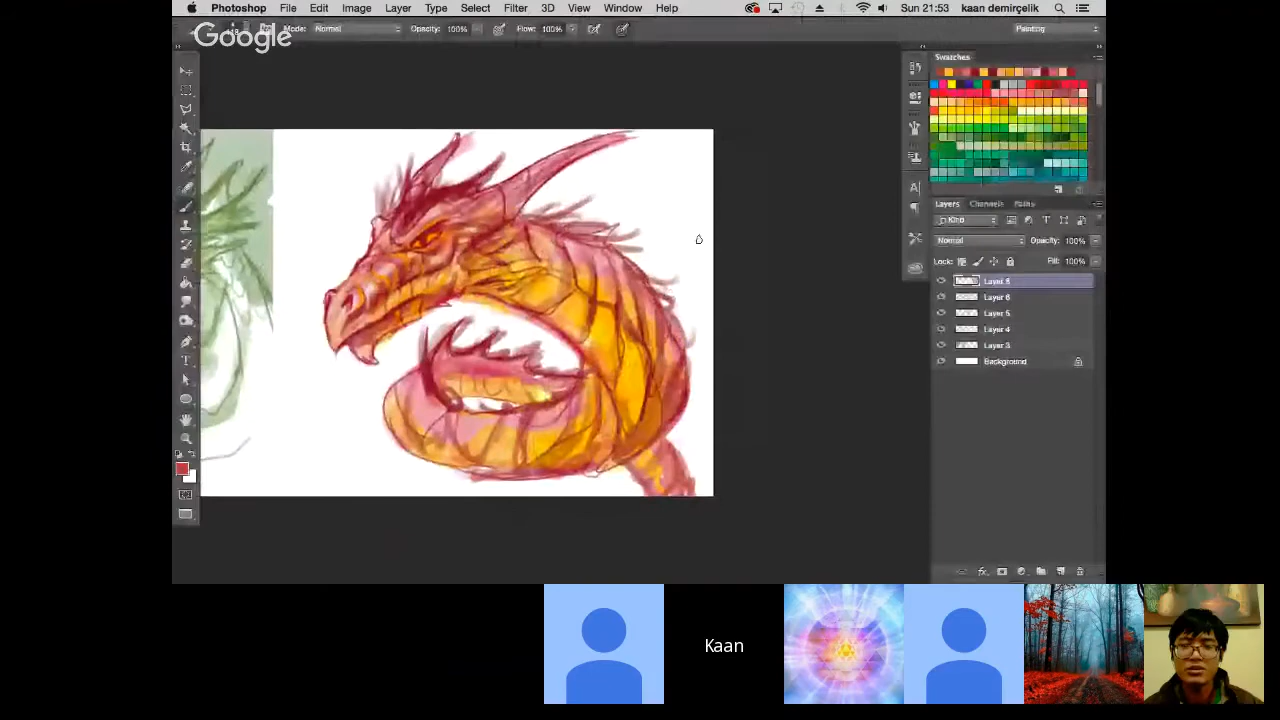 Photoshop File Edit Image Layer Type Select Filter 3D View Window Help Sun 21:53 kaan demirçelik
Google
Mode: Normal Opacity: 100% Flow: 100% Painting
Swatches
Layers Channels Paths
Kind
Normal Opacity: 100%
Lock: Fill: 100%
Layer 6
Layer 5
Layer 4
Layer 3
Background
Kaan